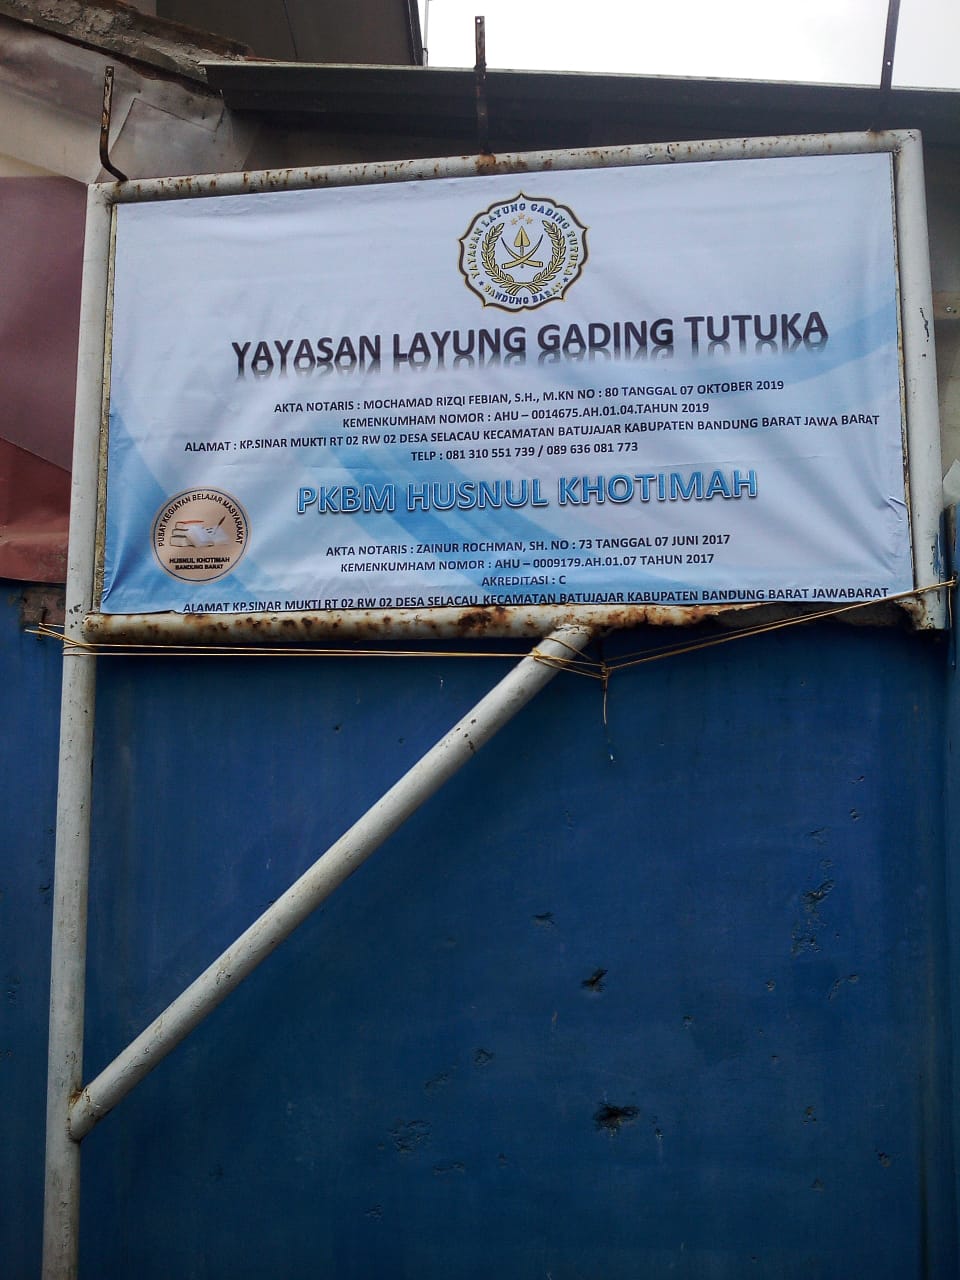 YAYASAN LAYUNG GADING TUTUKA
BANDUNG BARAT
YAYASAN LAYUNG GADING TUTUKA
AKTA NOTARIS : MOCHAMAD RIZQI FEBIAN, S.H., M.KN NO : 80 TANGGAL 07 OKTOBER 2019
KEMENKUMHAM NOMOR : AHU – 0014675.AH.01.04.TAHUN 2019
ALAMAT : KP.SINAR MUKTI RT 02 RW 02 DESA SELACAU KECAMATAN BATUJAJAR KABUPATEN BANDUNG BARAT JAWA BARAT
TELP : 081 310 551 739 / 089 636 081 773
PKBM HUSNUL KHOTIMAH
PUSAT KEGIATAN BELAJAR MASYARAKAT
HUSNUL KHOTIMAH
BANDUNG BARAT
AKTA NOTARIS : ZAINUR ROCHMAN, SH. NO : 73 TANGGAL 07 JUNI 2017
KEMENKUMHAM NOMOR : AHU – 0009179.AH.01.07 TAHUN 2017
AKREDITASI : C
ALAMAT KP.SINAR MUKTI RT 02 RW 02 DESA SELACAU KECAMATAN BATUJAJAR KABUPATEN BANDUNG BARAT JAWABARAT